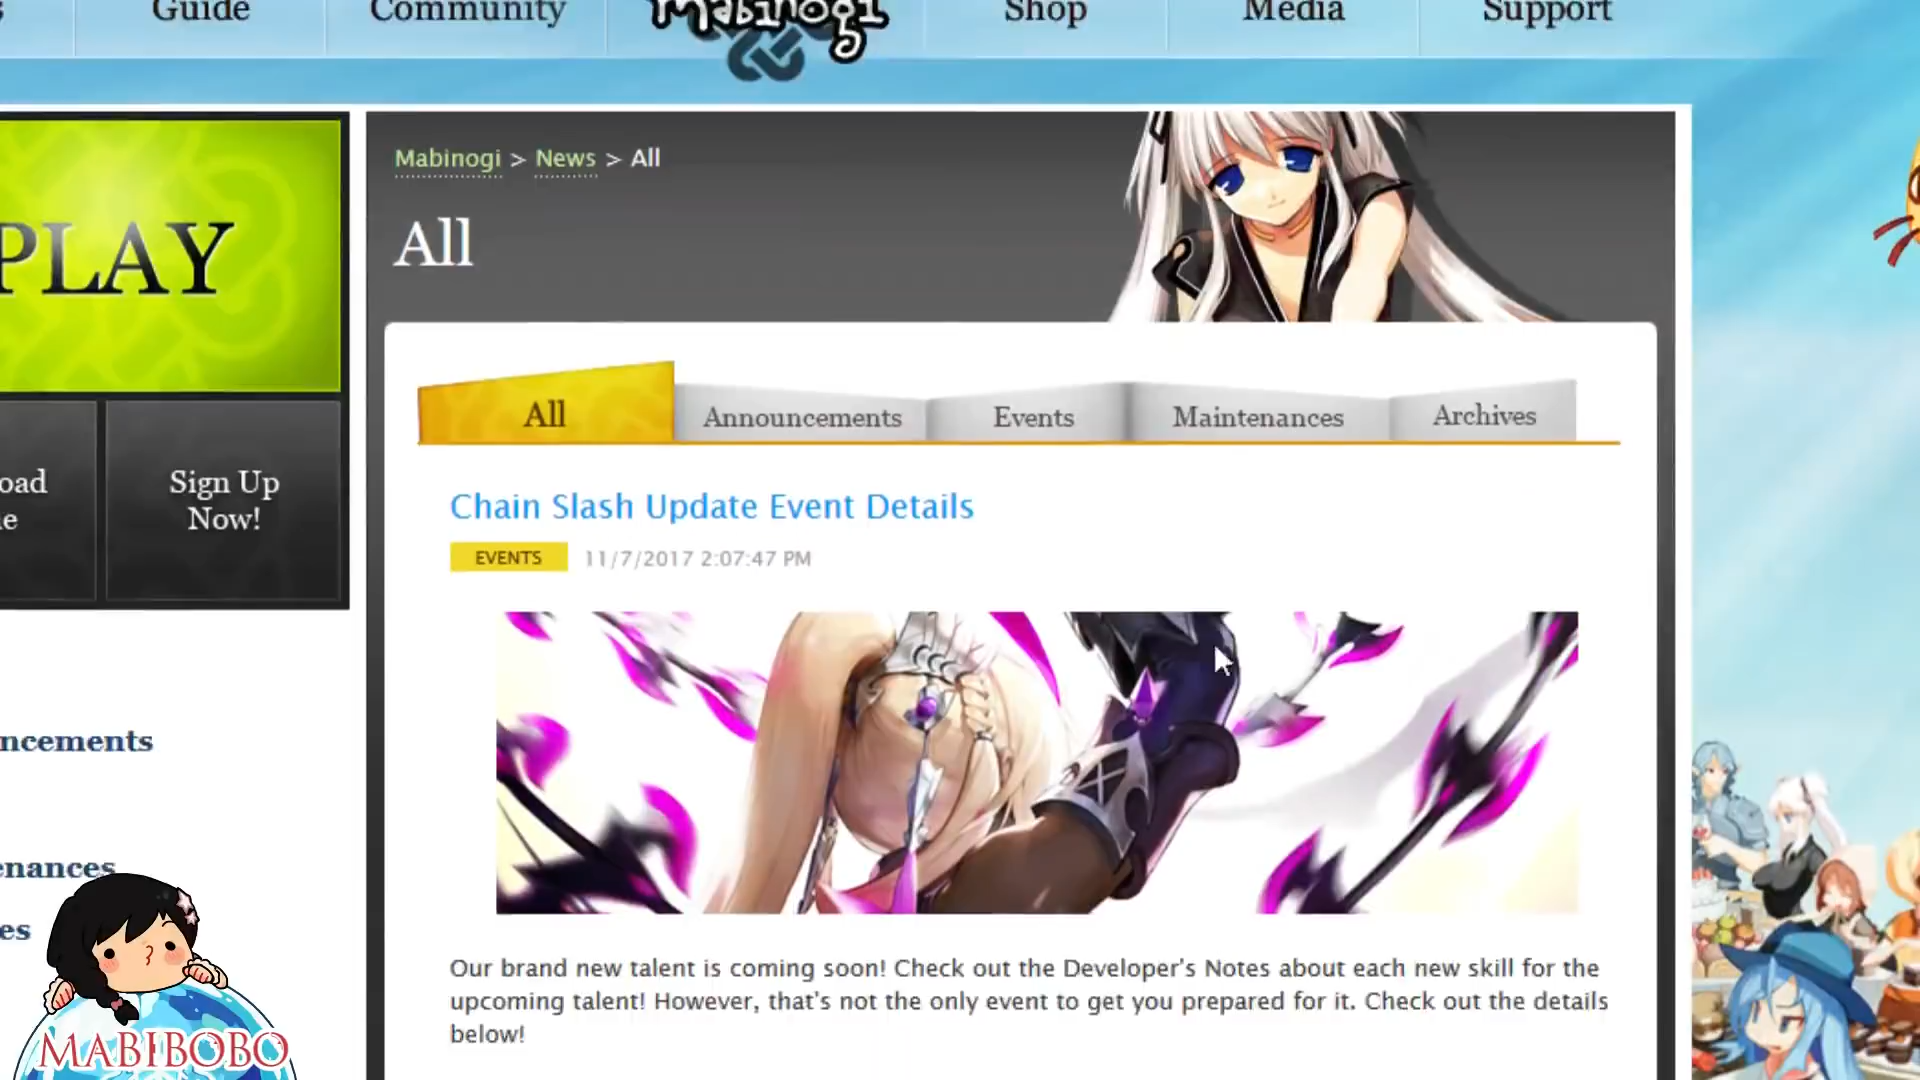 Guide
Community
Mabinogi
Shop
Media
Support
PLAY
Sign Up
Now!
Mabinogi > News > All
All
All
Announcements
Events
Maintenances
Archives
Chain Slash Update Event Details
EVENTS
11/7/2017 2:07:47 PM
Our brand new talent is coming soon! Check out the Developer's Notes about each new skill for the
upcoming talent! However, that's not the only event to get you prepared for it. Check out the details
below!
MABIBOBO